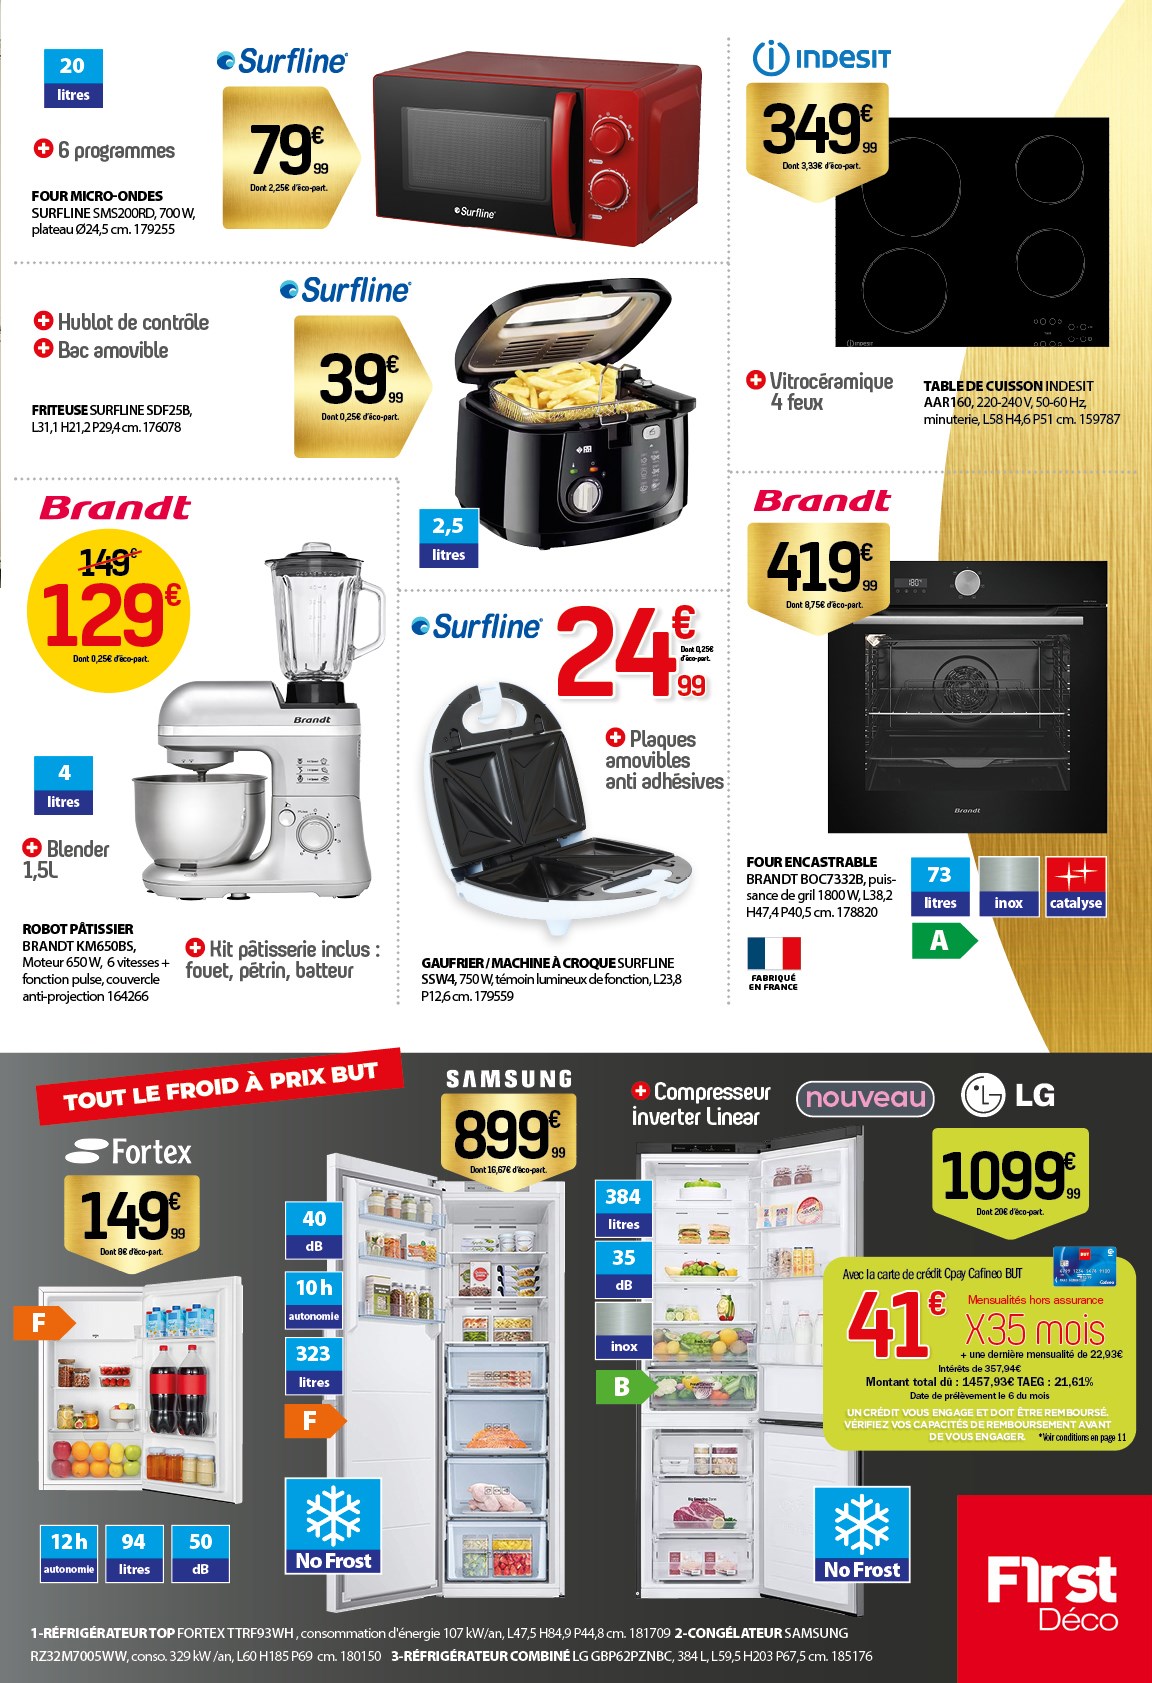 20
litres
Surfline
6 programmes
79€99
Dont 2,25€ d'éco-part.
FOUR MICRO-ONDES
SURFLINE SMS200RD, 700 W,
plateau Ø24,5 cm. 179255
Surfline
INDESIT
349€99
Dont 3,33€ d'éco-part.
INDESIT
Vitrocéramique
4 feux
TABLE DE CUISSON INDESIT
AAR160, 220-240 V, 50-60 Hz,
minuterie, L58 H4,6 P51 cm. 159787
Surfline
Hublot de contrôle
Bac amovible
39€99
Dont 0,25€ d'éco-part.
FRITEUSE SURFLINE SDF25B,
L31,1 H21,2 P29,4 cm. 176078
2,5
litres
Brandt
149€
129€
Dont 0,25€ d'éco-part.
Brandt
4
litres
Blender
1,5L
ROBOT PÂTISSIER
BRANDT KM650BS,
Moteur 650 W, 6 vitesses +
fonction pulse, couvercle
anti-projection 164266
Kit pâtisserie inclus :
fouet, pétrin, batteur
Surfline
24€99
Dont 0,25€
d'éco-part.
Plaques
amovibles
anti adhésives
GAUFRIER / MACHINE À CROQUE SURFLINE
SSW4, 750 W, témoin lumineux de fonction, L23,8
P12,6 cm. 179559
Brandt
419€99
Dont 8,75€ d'éco-part.
180°
Brandt
FOUR ENCASTRABLE
BRANDT BOC7332B, puis-
sance de gril 1800 W, L38,2
H47,4 P40,5 cm. 178820
73
litres
inox
catalyse
A
FABRIQUÉ
EN FRANCE
TOUT LE FROID À PRIX BUT
Fortex
149€99
Dont 8€ d'éco-part.
F
12h
autonomie
94
litres
50
dB
SAMSUNG
899€99
Dont 16,67€ d'éco-part.
40
dB
10h
autonomie
323
litres
F
No Frost
Compresseur
inverter Linear
nouveau
LG
1099€99
Dont 20€ d'éco-part.
384
litres
35
dB
inox
B
No Frost
Avec la carte de crédit Cpay Cafineo BUT
BUT
41€
Mensualités hors assurance
X35 mois
+ une dernière mensualité de 22,93€
Intérêts de 357,94€
Montant total dû : 1457,93€ TAEG : 21,61%
Date de prélèvement le 6 du mois
UN CRÉDIT VOUS ENGAGE ET DOIT ÊTRE REMBOURSÉ.
VÉRIFIEZ VOS CAPACITÉS DE REMBOURSEMENT AVANT
DE VOUS ENGAGER. *Voir conditions en page 11
F1rst
Déco
1-RÉFRIGÉRATEUR TOP FORTEX TTRF93WH , consommation d'énergie 107 kW/an, L47,5 H84,9 P44,8 cm. 181709 2-CONGÉLATEUR SAMSUNG
RZ32M7005WW, conso. 329 kW /an, L60 H185 P69 cm. 180150 3-RÉFRIGÉRATEUR COMBINÉ LG GBP62PZNBC, 384 L, L59,5 H203 P67,5 cm. 185176